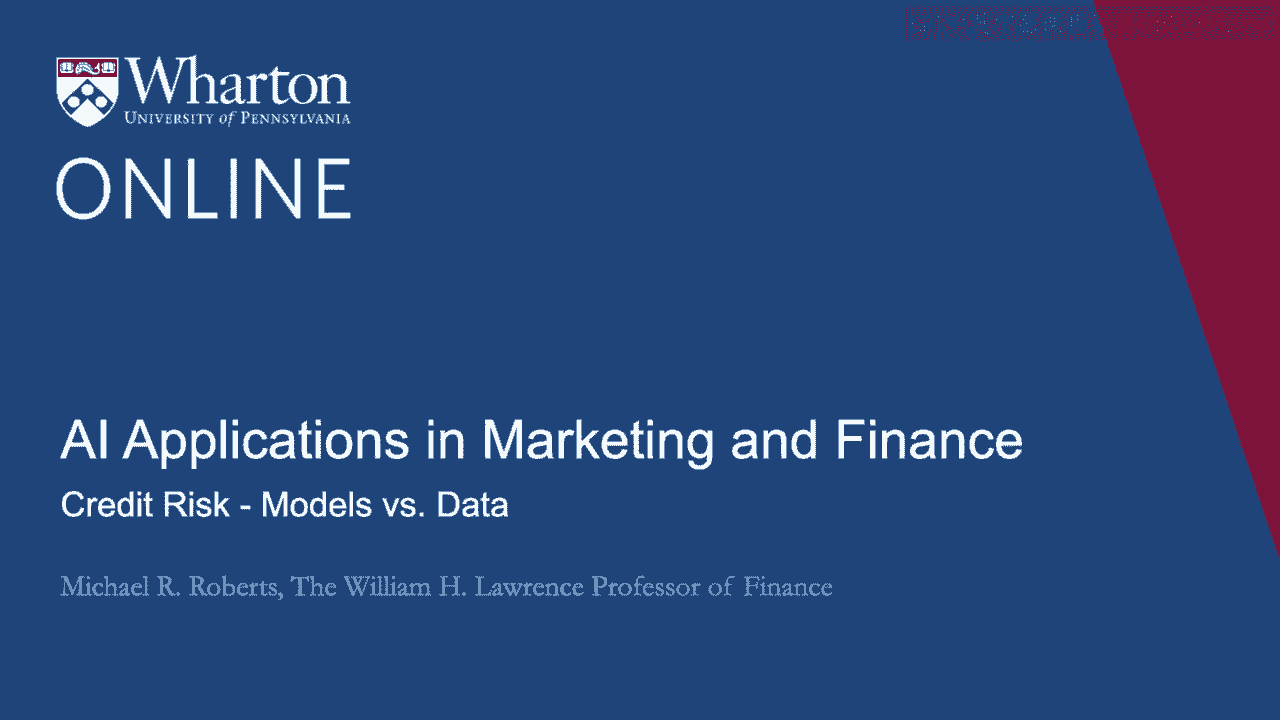 Wharton
UNIVERSITY of PENNSYLVANIA
ONLINE
AI Applications in Marketing and Finance
Credit Risk - Models vs. Data
Michael R. Roberts, The William H. Lawrence Professor of Finance